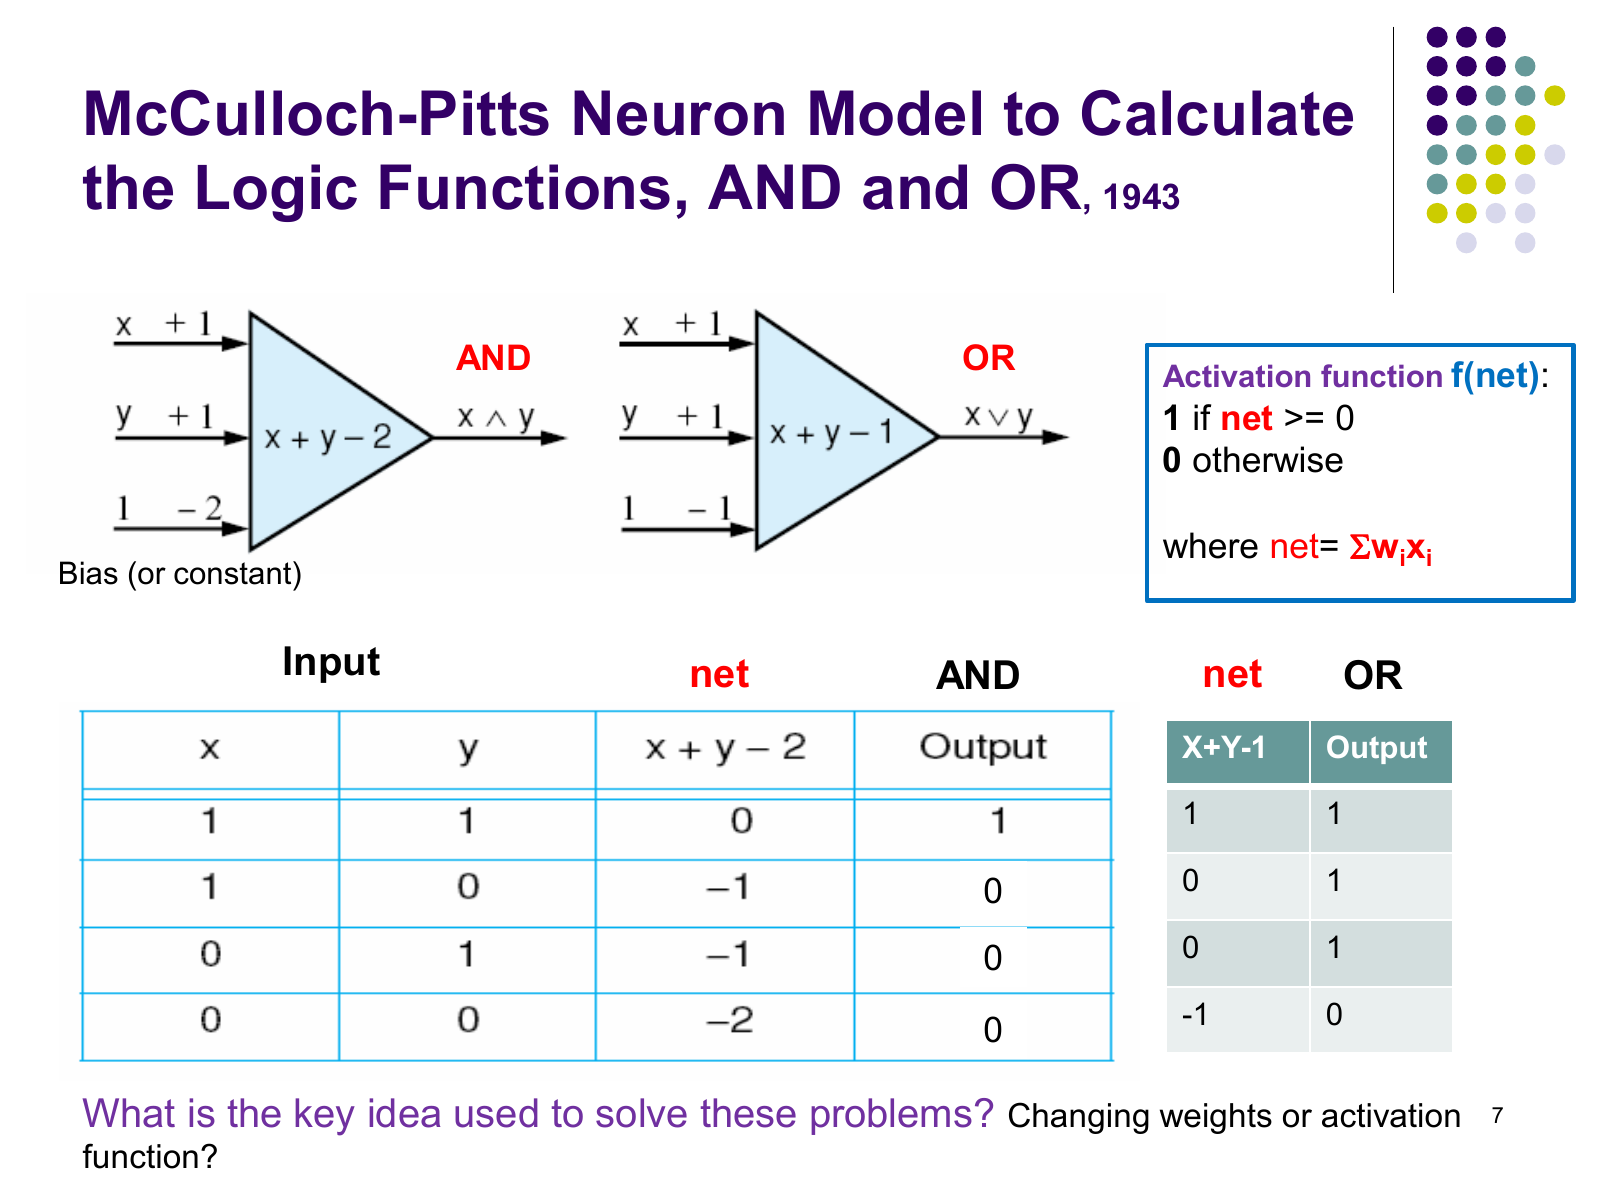 McCulloch-Pitts Neuron Model to Calculate
the Logic Functions, AND and OR, 1943
x +1
y +1
1 −2
x + y − 2
AND
x ∧ y
Bias (or constant)
x +1
y +1
1 −1
x + y − 1
OR
x ∨ y
Activation function f(net):
1 if net >= 0
0 otherwise
where net= Σwixi
Input net AND net OR
x y x + y − 2 Output X+Y-1 Output
1 1 0 1 1 1
1 0 −1 0 0 1
0 1 −1 0 0 1
0 0 −2 0 -1 0
What is the key idea used to solve these problems? Changing weights or activation
function?
7